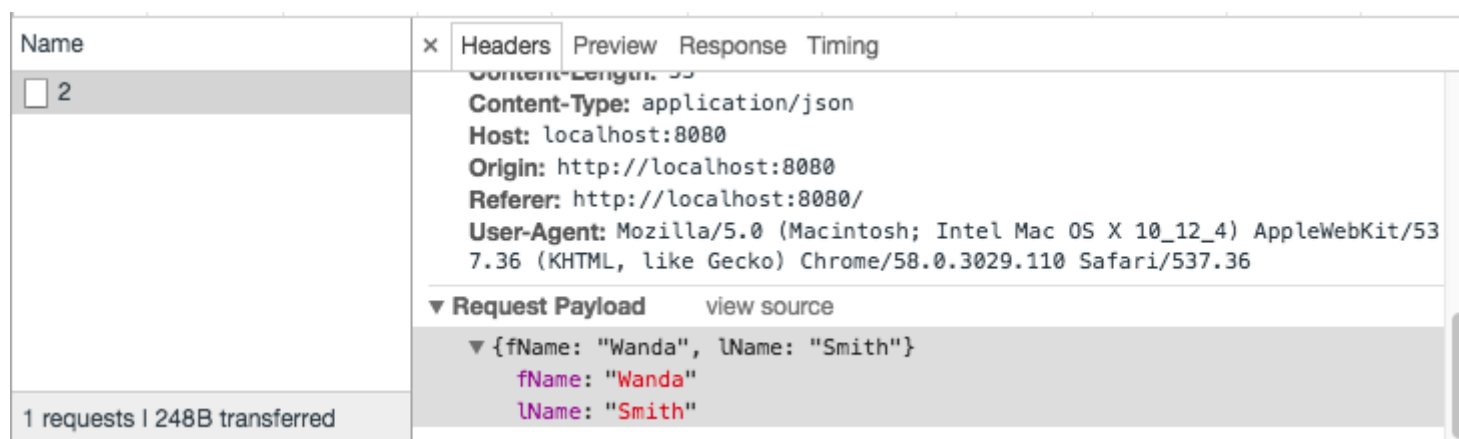 Name
2
1 requests | 248B transferred
× Headers Preview Response Timing
Content-Length:
Content-Type: application/json
Host: localhost:8080
Origin: http://localhost:8080
Referer: http://localhost:8080/
User-Agent: Mozilla/5.0 (Macintosh; Intel Mac OS X 10_12_4) AppleWebKit/53
7.36 (KHTML, like Gecko) Chrome/58.0.3029.110 Safari/537.36
▼ Request Payload view source
▼ {fName: "Wanda", lName: "Smith"}
fName: "Wanda"
lName: "Smith"